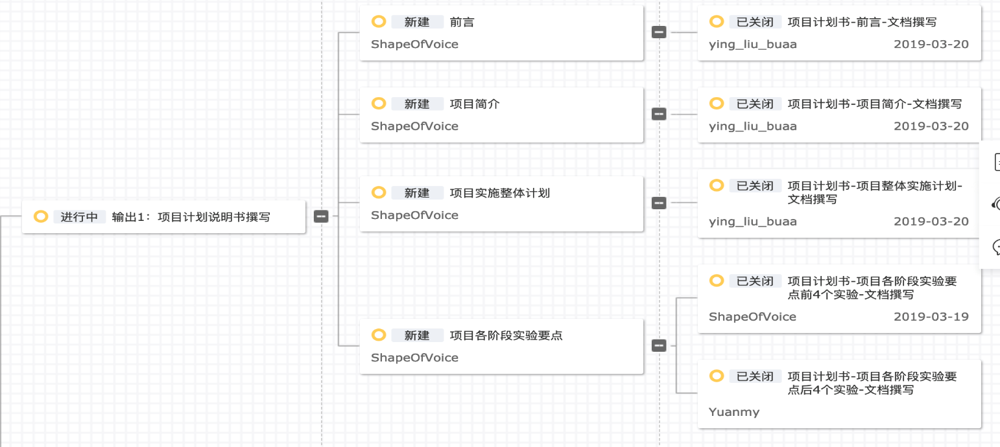 新建 前言
ShapeOfVoice
已关闭 项目计划书-前言-文档撰写
ying_liu_buaa 2019-03-20
新建 项目简介
ShapeOfVoice
已关闭 项目计划书-项目简介-文档撰写
ying_liu_buaa 2019-03-20
进行中 输出1：项目计划说明书撰写
新建 项目实施整体计划
ShapeOfVoice
已关闭 项目计划书-项目整体实施计划-
文档撰写
ying_liu_buaa 2019-03-20
新建 项目各阶段实验要点
ShapeOfVoice
已关闭 项目计划书-项目各阶段实验要
点前4个实验-文档撰写
ShapeOfVoice 2019-03-19
已关闭 项目计划书-项目各阶段实验要
点后4个实验-文档撰写
Yuanmy